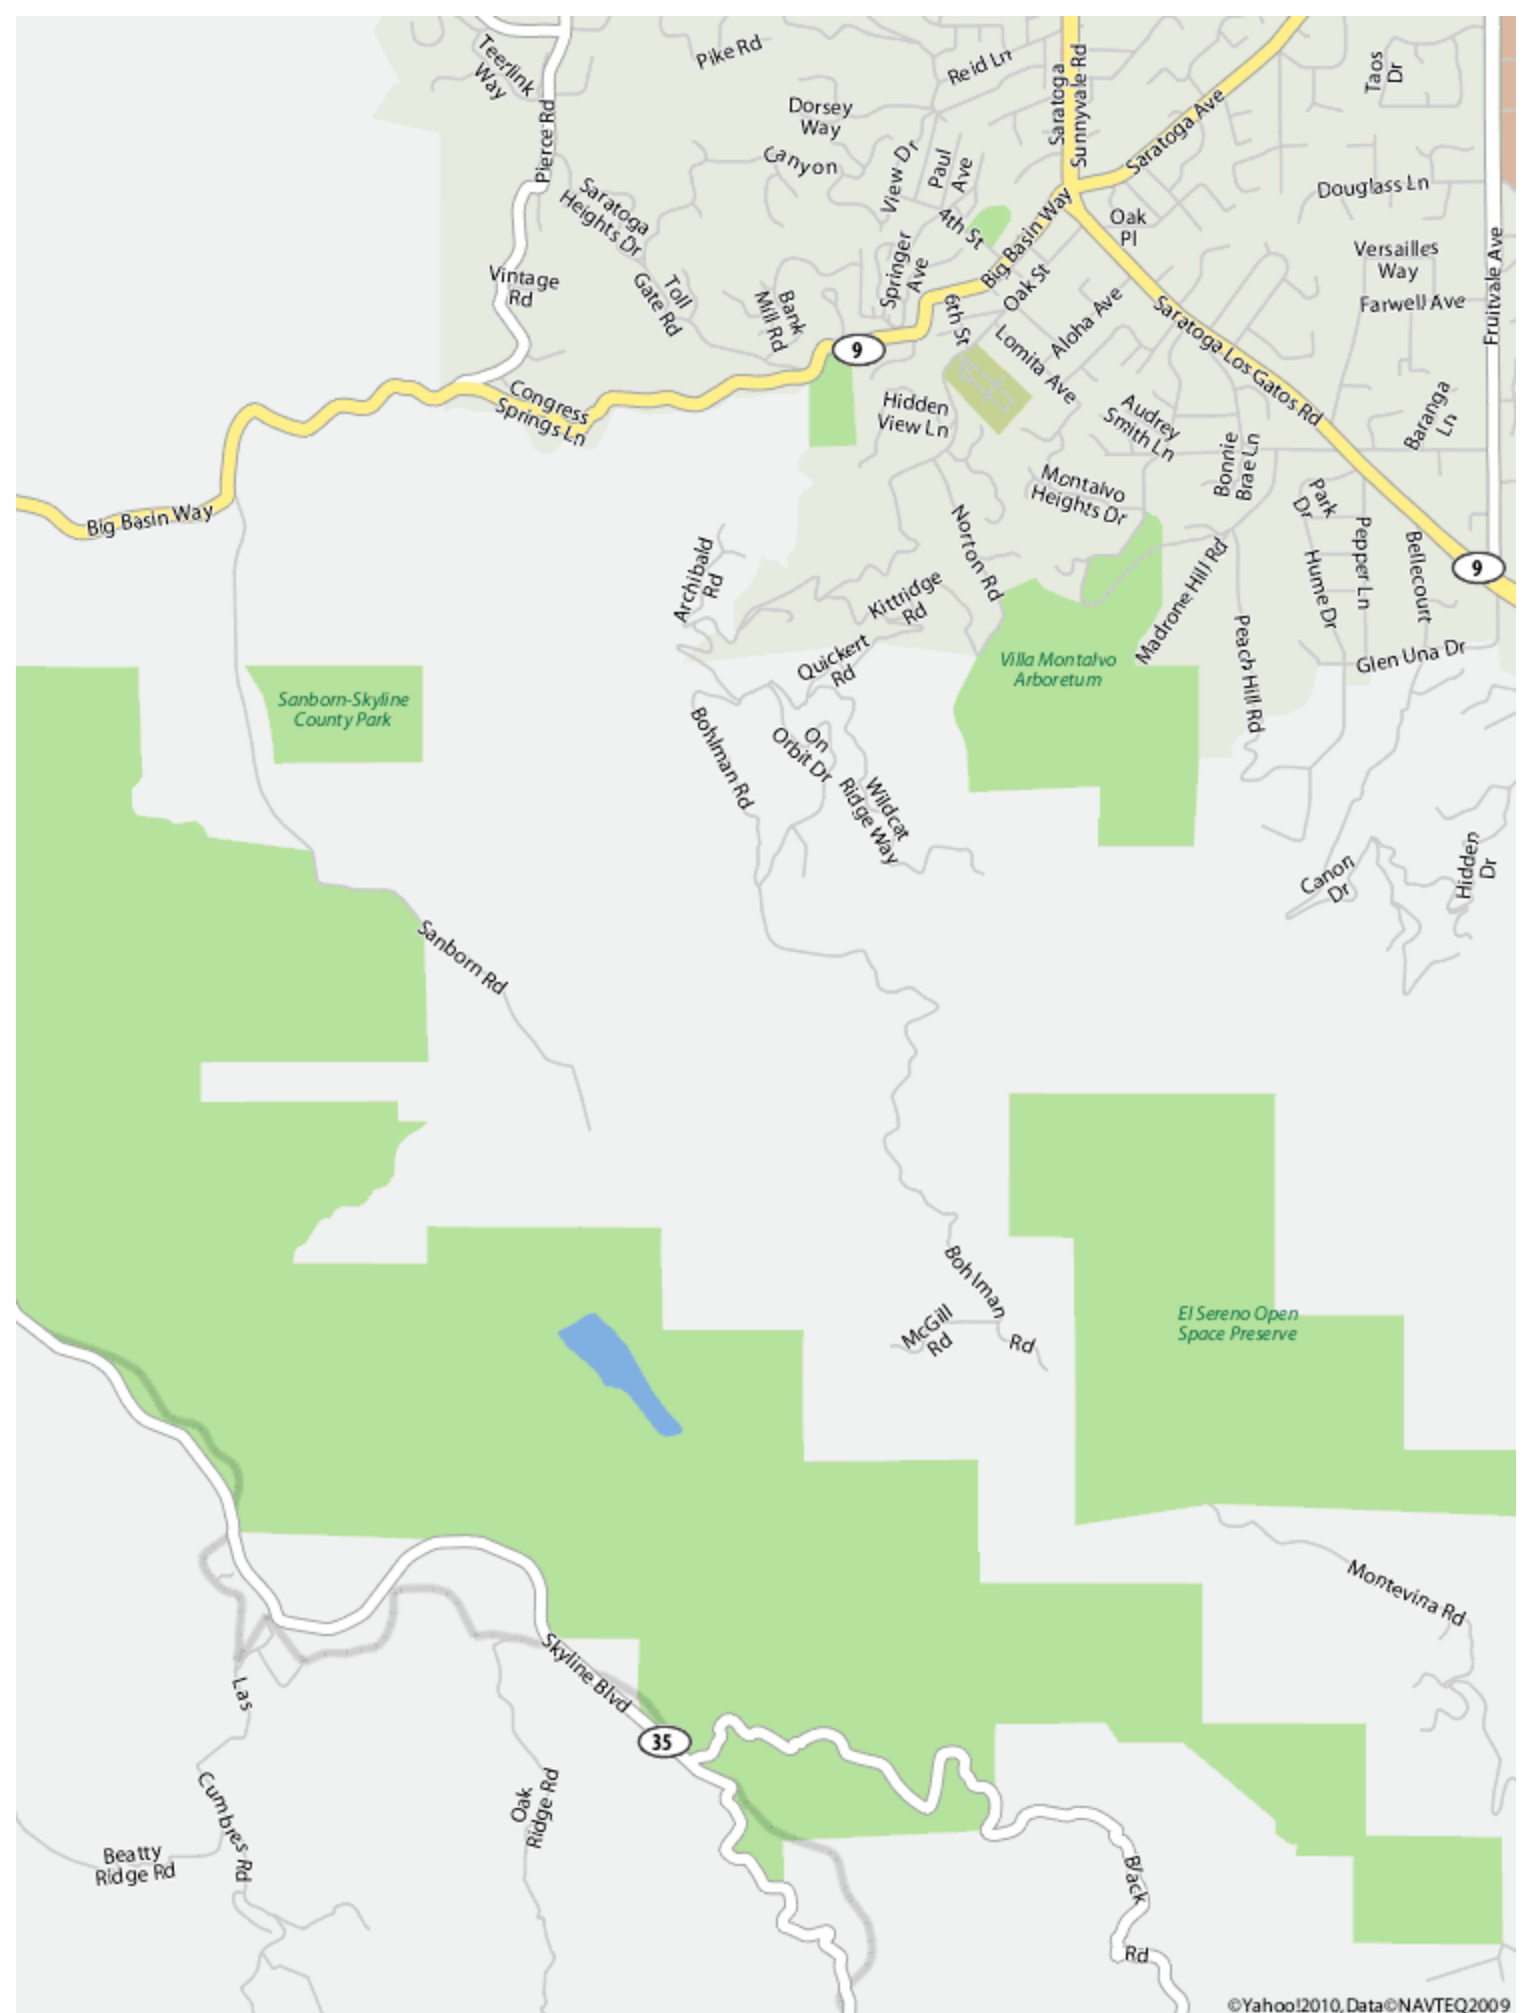 Teerlink
Way
Pike Rd
Reid Ln
Saratoga
Sunnyvale Rd
Taos
Dr
Pierce Rd
Dorsey
Way
Saratoga Ave
Canyon
View Dr
Paul
Ave
Douglass Ln
Saratoga
Heights Dr
4th St
Oak
Pl
Big Basin Way
Versailles
Way
Fruitvale Ave
Vintage
Rd
Toll
Gate Rd
Bank
Mill Rd
Springer
Ave
Oak St
6th St
Aloha Ave
Farwell Ave
Saratoga Los Gatos Rd
9
Lomita Ave
Congress
Springs Ln
Hidden
View Ln
Audrey
Smith Ln
Baranga
Ln
Bonnie
Brae Ln
Big Basin Way
Montalvo
Heights Dr
Park
Dr
Norton Rd
Archibald
Rd
Madrone Hill Rd
Hume Dr
Pepper Ln
Bellecourt
9
Kittridge
Rd
Peach Hill Rd
Quickert
Rd
Villa Montalvo
Arboretum
Glen Una Dr
Sanborn-Skyline
County Park
Bohlman Rd
On
Orbit Dr
Wildcat
Ridge Way
Canon
Dr
Hidden
Dr
Sanborn Rd
Bohlman
Rd
McGill
Rd
El Sereno Open
Space Preserve
Montevina Rd
Skyline Blvd
Las
Cumbres Rd
35
Oak
Ridge Rd
Beatty
Ridge Rd
Black
Rd
©Yahoo!2010, Data©NAVTEQ2009